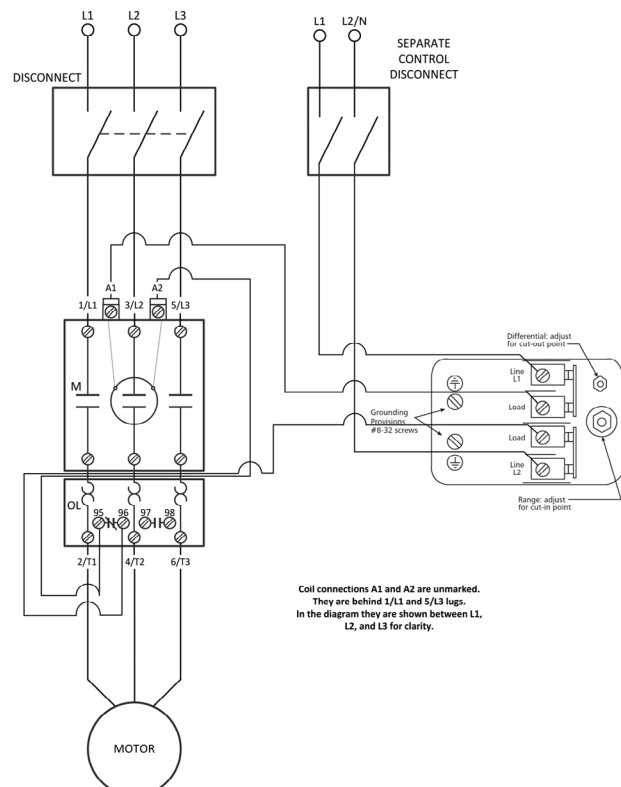 L1 L2 L3
L1 L2/N
SEPARATE
CONTROL
DISCONNECT
DISCONNECT
A1 A2
1/L1 3/L2 5/L3
M
Differential: adjust
for cut-out point
Line
L1
Load
Grounding
Provisions
#8-32 screws
Load
Line
L2
Range: adjust
for cut-in point
OL
95 96 97 98
2/T1 4/T2 6/T3
Coil connections A1 and A2 are unmarked.
They are behind 1/L1 and 5/L3 lugs.
In the diagram they are shown between L1,
L2, and L3 for clarity.
MOTOR